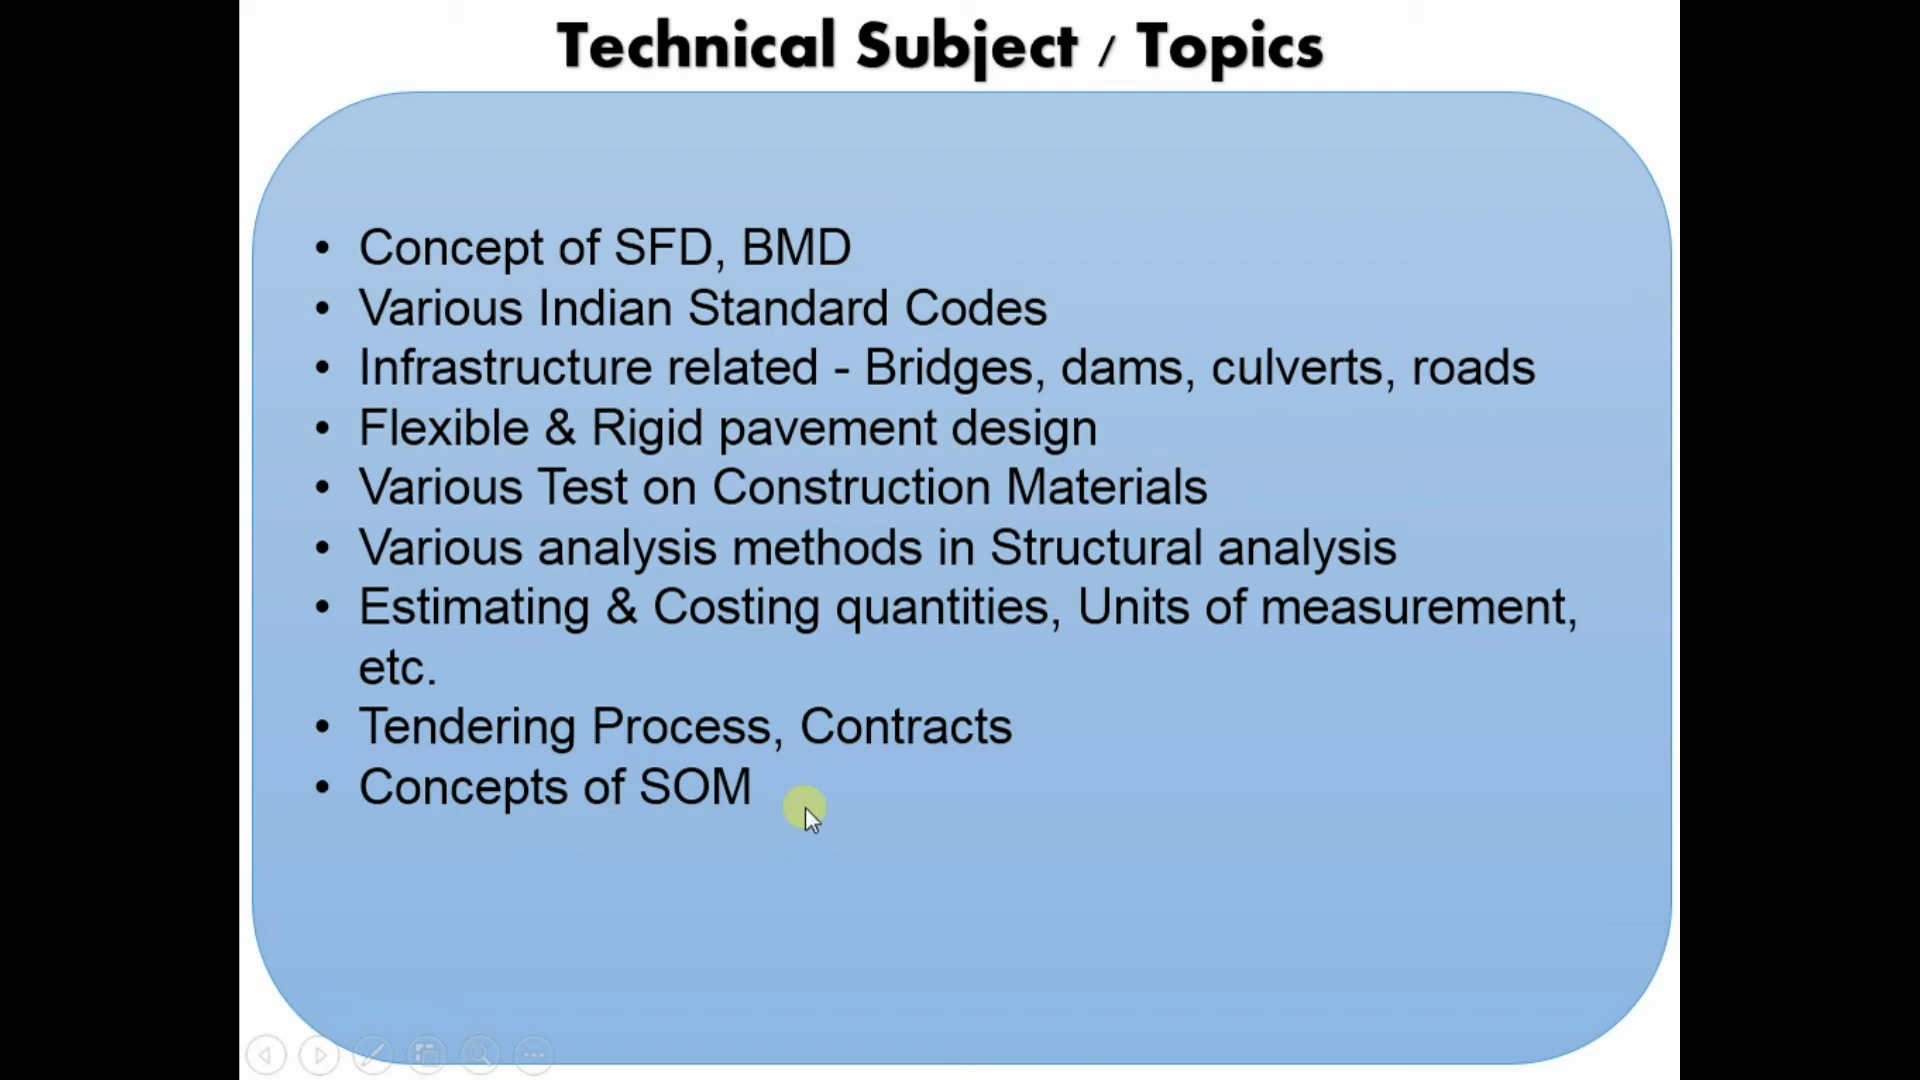 Technical Subject / Topics
• Concept of SFD, BMD
• Various Indian Standard Codes
• Infrastructure related - Bridges, dams, culverts, roads
• Flexible & Rigid pavement design
• Various Test on Construction Materials
• Various analysis methods in Structural analysis
• Estimating & Costing quantities, Units of measurement,
etc.
• Tendering Process, Contracts
• Concepts of SOM